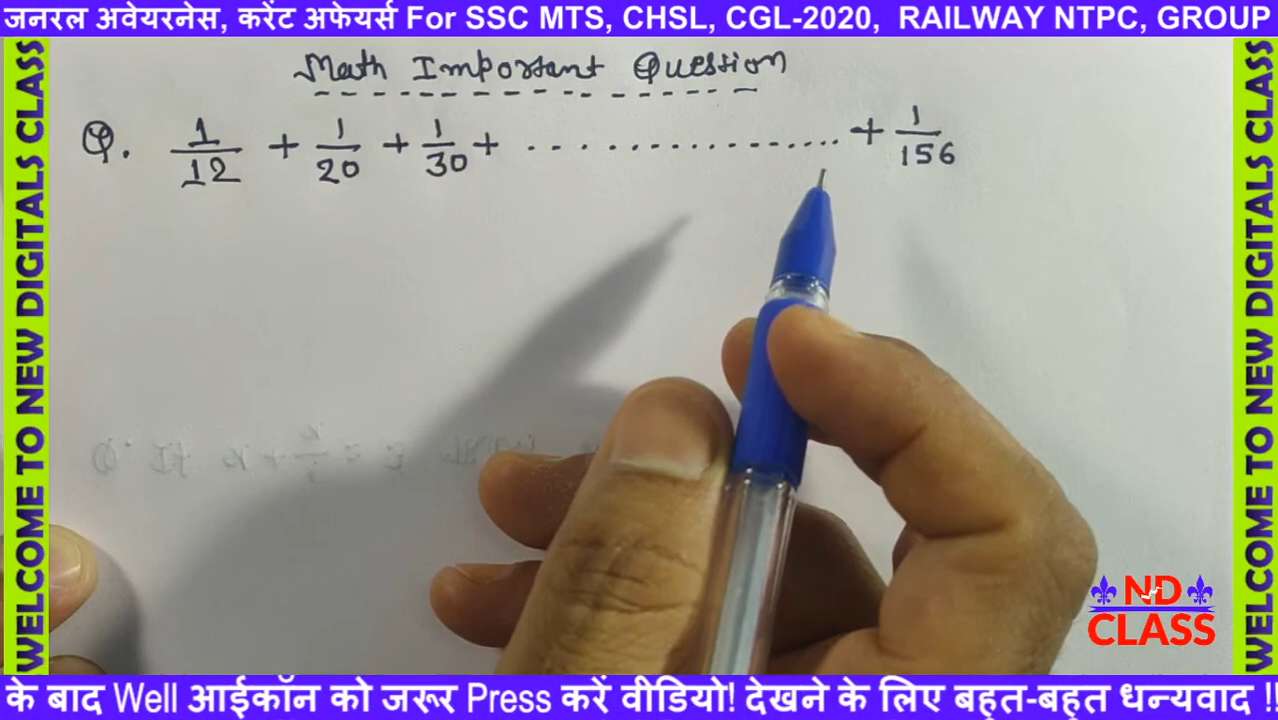 जनरल अवेयरनेस, करेंट अफेयर्स For SSC MTS, CHSL, CGL-2020, RAILWAY NTPC, GROUP
WELCOME TO NEW DIGITALS CLASS
Math Important Question
Q. 1/12 + 1/20 + 1/30 + ................. + 1/156
ND
CLASS
WELCOME TO NEW DIGITALS CLASS
के बाद Well आईकॉन को जरूर Press करें वीडियो! देखने के लिए बहत-बहत धन्यवाद !!